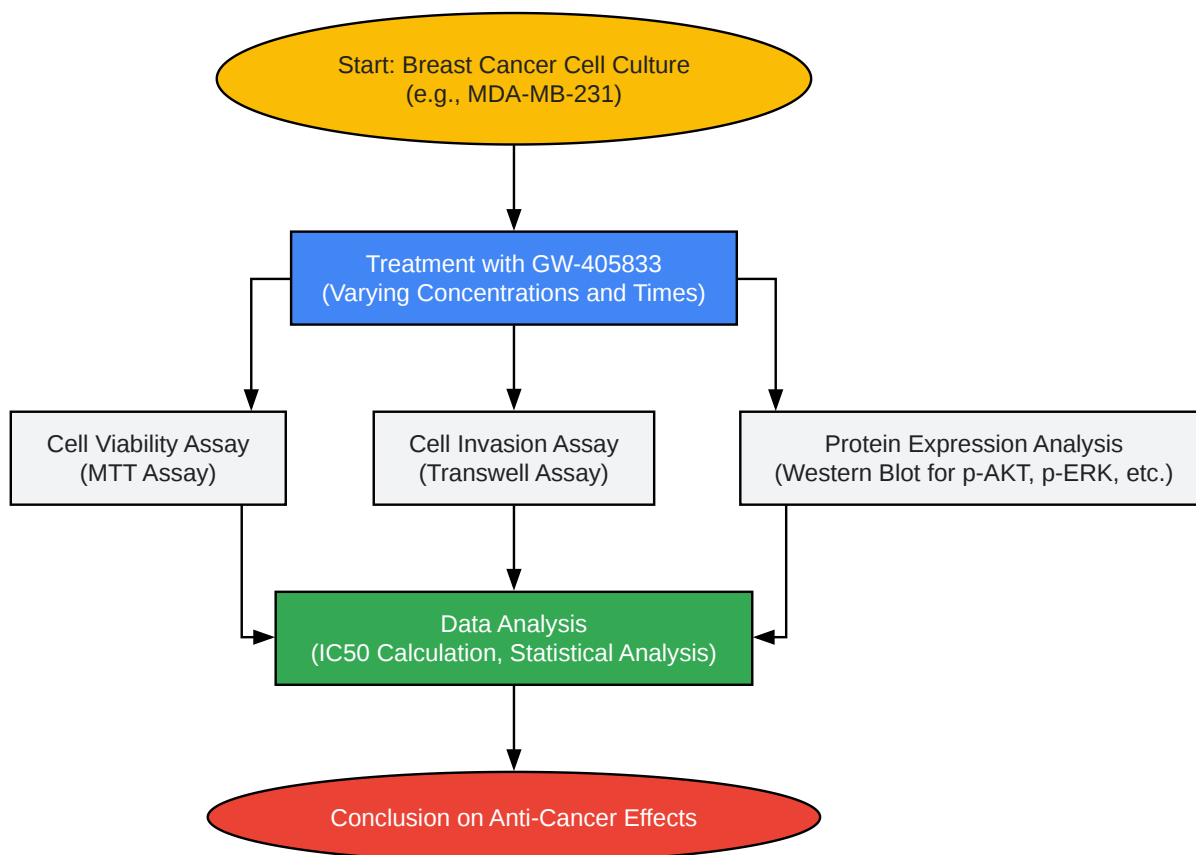 Start: Breast Cancer Cell Culture
(e.g., MDA-MB-231)
Treatment with GW-405833
(Varying Concentrations and Times)
Cell Viability Assay
(MTT Assay)
Cell Invasion Assay
(Transwell Assay)
Protein Expression Analysis
(Western Blot for p-AKT, p-ERK, etc.)
Data Analysis
(IC50 Calculation, Statistical Analysis)
Conclusion on Anti-Cancer Effects